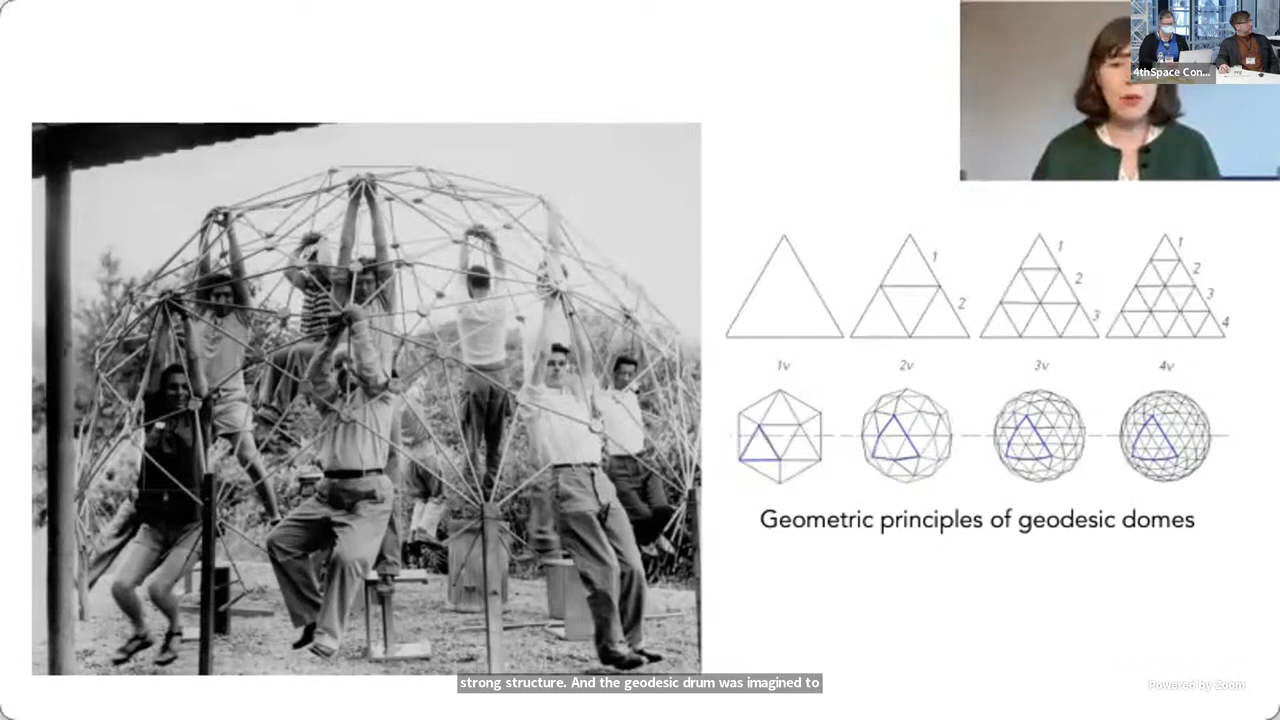 4thSpace Con...
1
2
1
2
3
1
2
3
4
1v
2v
3v
4v
Geometric principles of geodesic domes
strong structure. And the geodesic drum was imagined to
Powered by Zoom